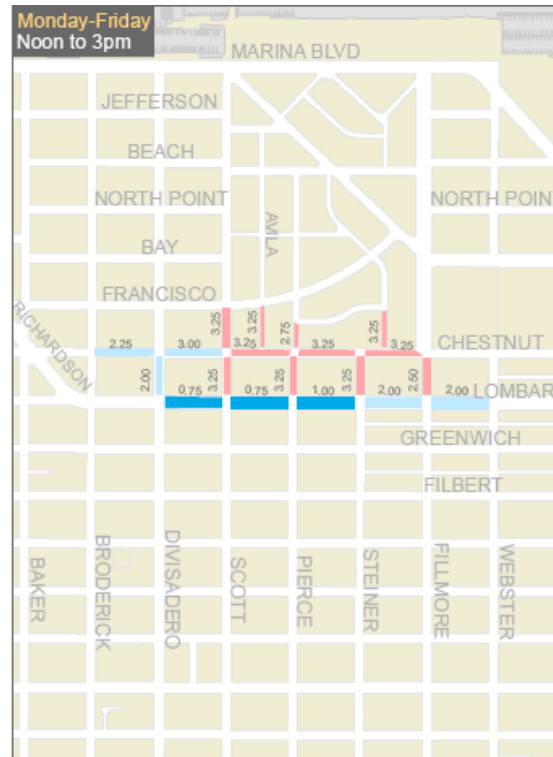 Monday-Friday
Noon to 3pm
MARINA BLVD
JEFFERSON
BEACH
NORTH POINT
NORTH POIN
AVILA
BAY
FRANCISCO
RICHARDSON
3.25
3.25
2.75
3.25
2.25
3.00
3.25
3.25
3.25
CHESTNUT
2.00
3.25
3.25
3.25
2.50
0.75
0.75
1.00
2.00
2.00
LOMBAR
GREENWICH
FILBERT
BAKER
BRODERICK
DIVISADERO
SCOTT
PIERCE
STEINER
FILLMORE
WEBSTER